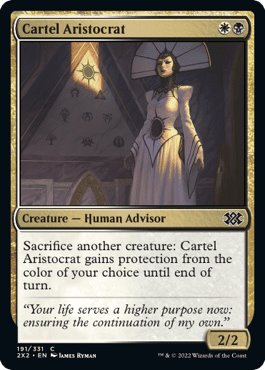 Cartel Aristocrat
Creature — Human Advisor
Sacrifice another creature: Cartel
Aristocrat gains protection from the
color of your choice until end of
turn.
“Your life serves a higher purpose now:
ensuring the continuation of my own.”
2/2
191/331 C
2X2 • EN James Ryman
™ & © 2022 Wizards of the Coast